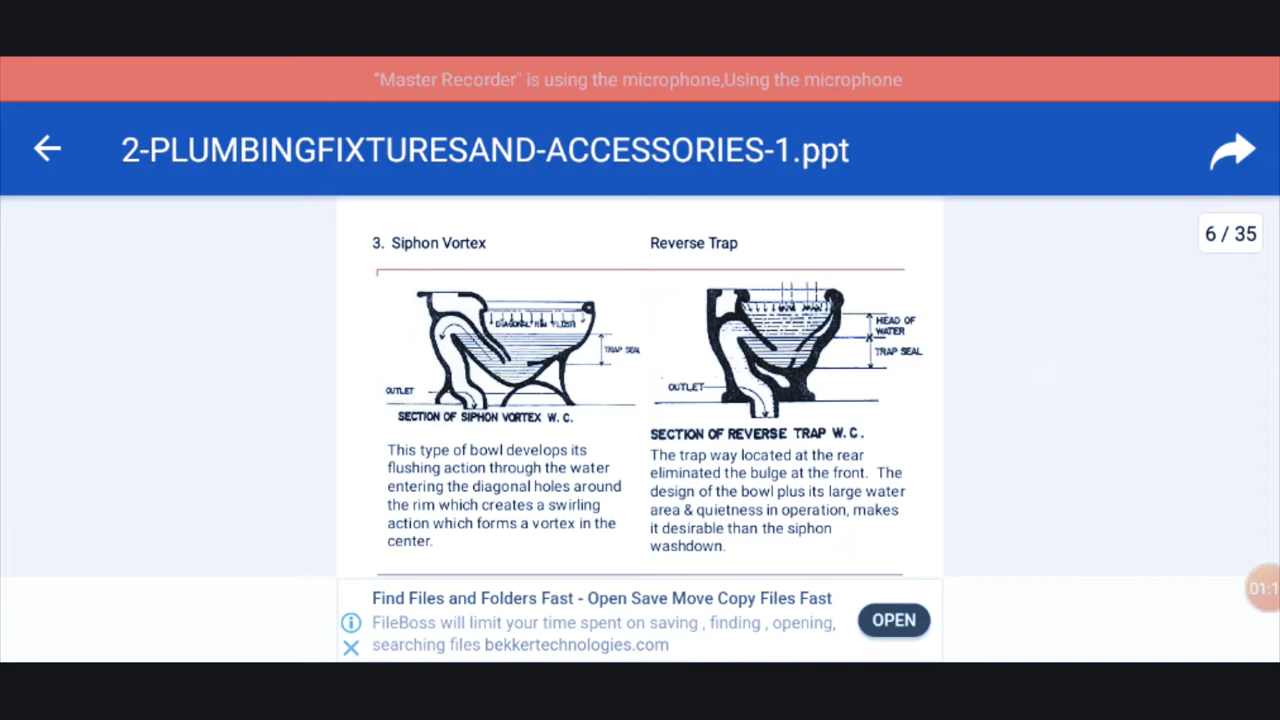 "Master Recorder" is using the microphone,Using the microphone
2-PLUMBINGFIXTURESAND-ACCESSORIES-1.ppt
6 / 35
3. Siphon Vortex
Reverse Trap
DIAGONAL RIM FLUSH
TRAP SEAL
OUTLET
SECTION OF SIPHON VORTEX W. C.
HEAD OF
WATER
TRAP SEAL
OUTLET
SECTION OF REVERSE TRAP W. C.
This type of bowl develops its
flushing action through the water
entering the diagonal holes around
the rim which creates a swirling
action which forms a vortex in the
center.
The trap way located at the rear
eliminated the bulge at the front. The
design of the bowl plus its large water
area & quietness in operation, makes
it desirable than the siphon
washdown.
Find Files and Folders Fast - Open Save Move Copy Files Fast
FileBoss will limit your time spent on saving , finding , opening,
searching files bekkertechnologies.com
OPEN
01:1